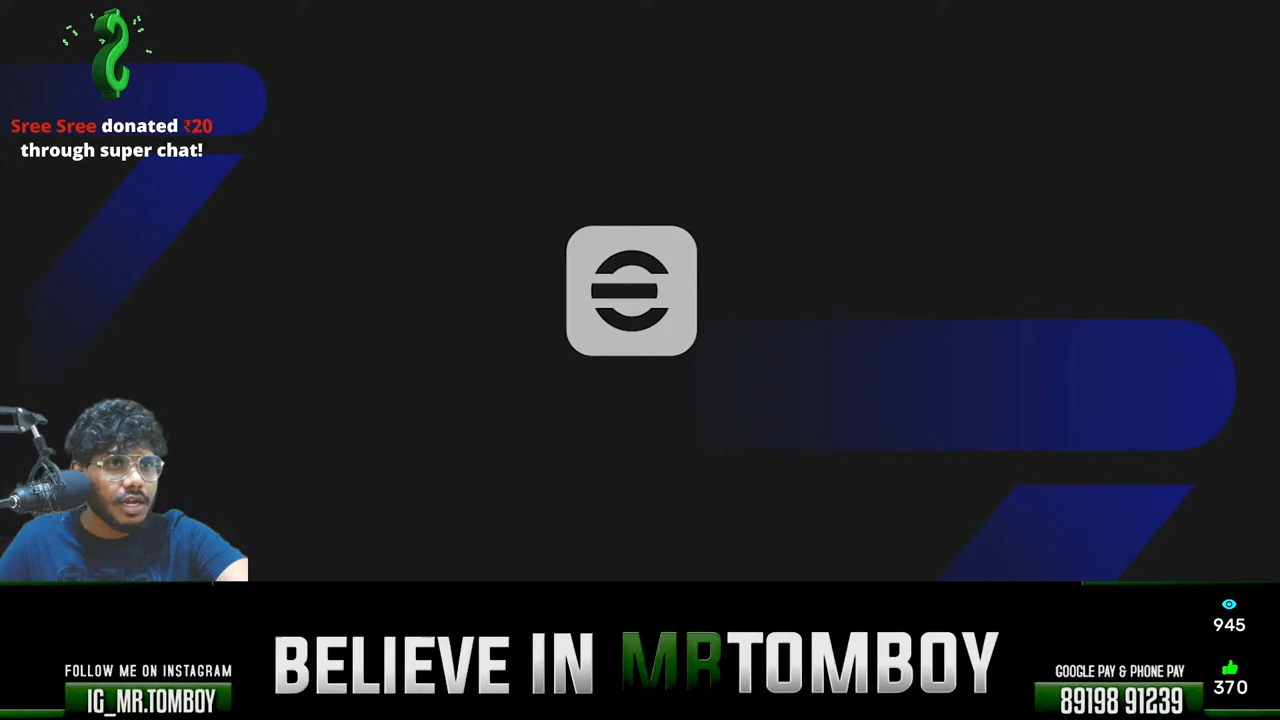 Sree Sree donated ₹20
through super chat!
FOLLOW ME ON INSTAGRAM
IG_MR.TOMBOY
BELIEVE IN MRTOMBOY
GOOGLE PAY & PHONE PAY
89198 91239
945
370